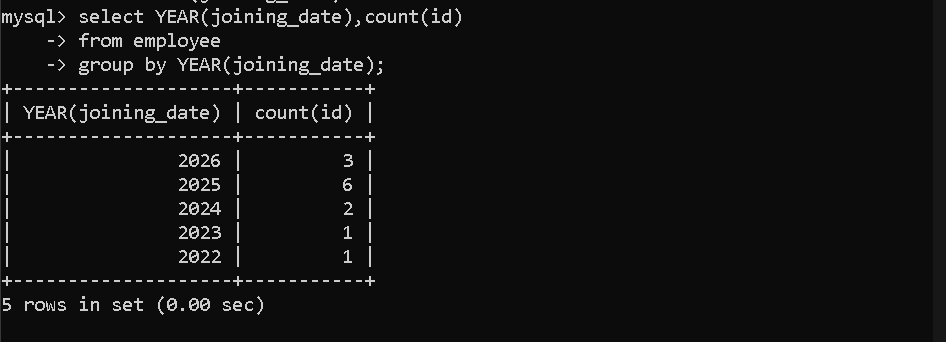 mysql> select YEAR(joining_date),count(id)
    -> from employee
    -> group by YEAR(joining_date);
+--------------------+-----------+
| YEAR(joining_date) | count(id) |
+--------------------+-----------+
|               2026 |         3 |
|               2025 |         6 |
|               2024 |         2 |
|               2023 |         1 |
|               2022 |         1 |
+--------------------+-----------+
5 rows in set (0.00 sec)